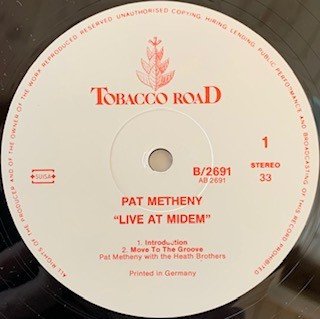 ALL RIGHTS OF THE PRODUCER AND OF THE OWNER OF THE WORK REPRODUCED RESERVED UNAUTHORISED COPYING, HIRING, LENDING, PUBLIC PERFORMANCE AND BROADCASTING OF THIS RECORD PROHIBITED
TOBACCO ROAD
B/2691
AB 2691
1
STEREO
33
SUISA
PAT METHENY
"LIVE AT MIDEM"
1. Introduction
2. Move To The Groove
Pat Metheny with the Heath Brothers
Printed in Germany